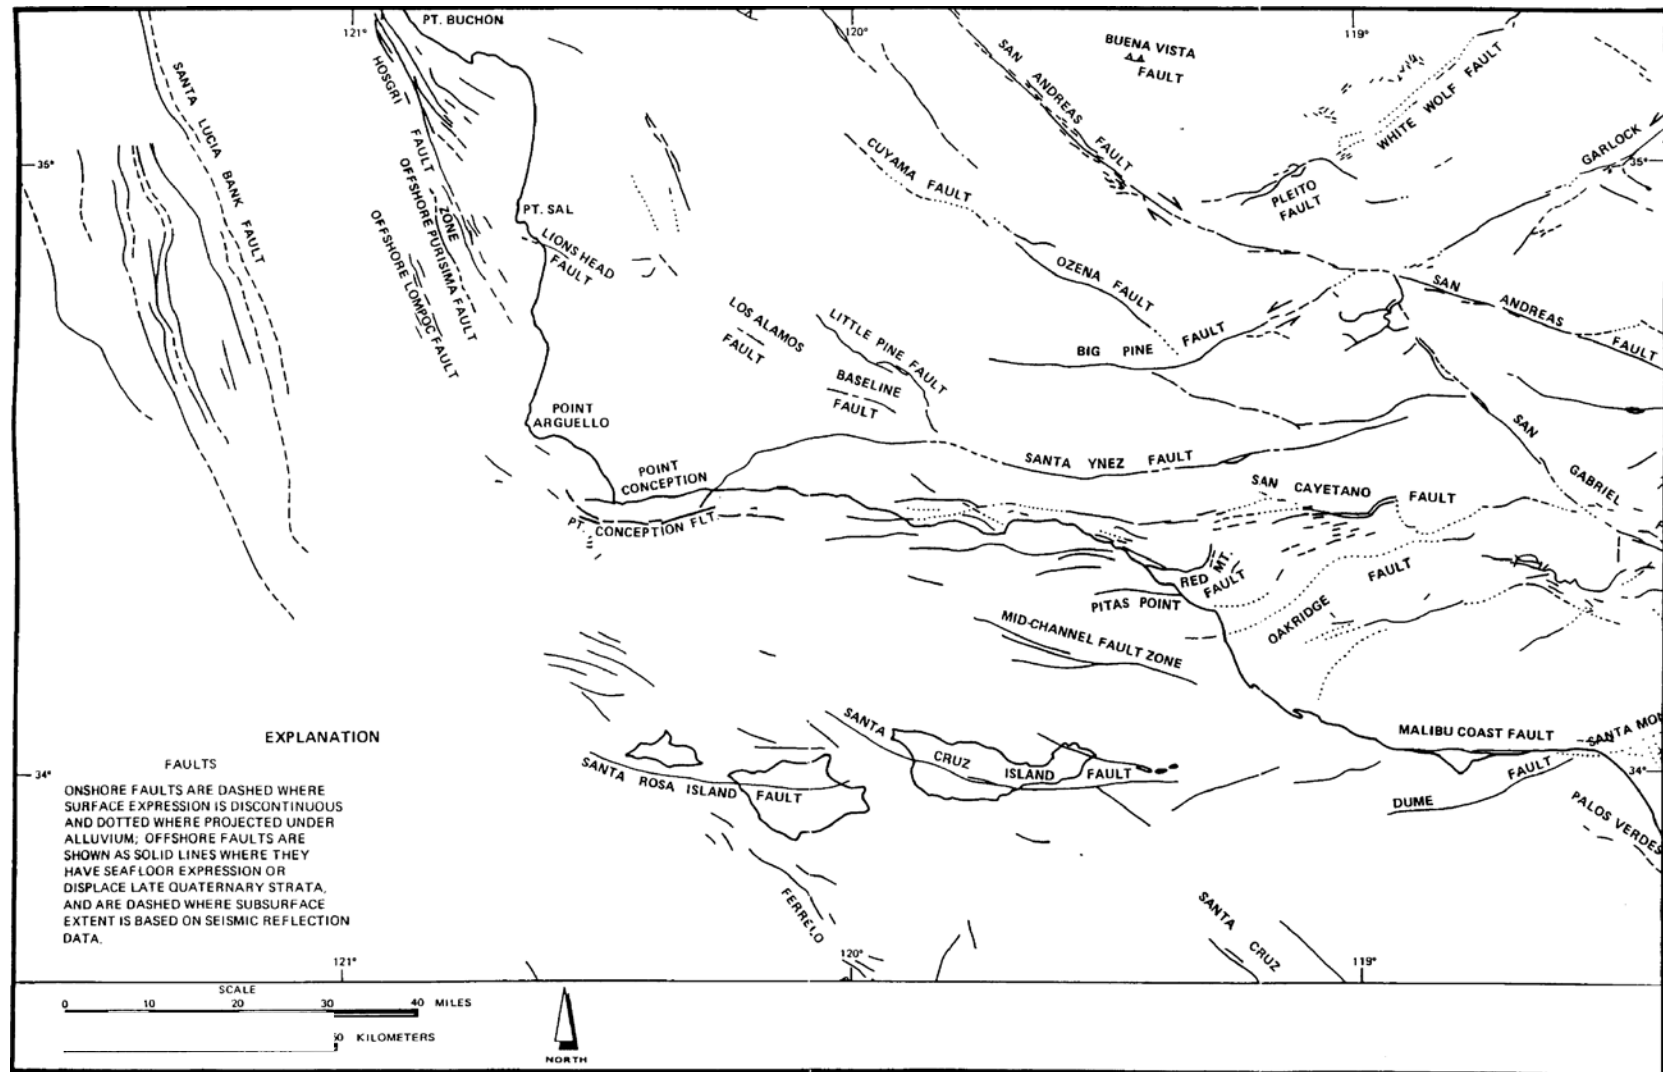 PT. BUCHON
121°
120°
119°
SANTA LUCIA BANK FAULT
HOSGRI FAULT ZONE
SAN ANDREAS FAULT
BUENA VISTA
FAULT
WHITE WOLF FAULT
GARLOCK
35°
35°
CUYAMA FAULT
PLEITO
FAULT
OFFSHORE PURISIMA FAULT
OFFSHORE LOMPOC FAULT
PT. SAL
LIONS HEAD
FAULT
OZENA FAULT
SAN ANDREAS FAULT
LOS ALAMOS
FAULT
LITTLE PINE FAULT
BIG PINE FAULT
BASELINE
FAULT
POINT
ARGUELLO
SAN GABRIEL
SANTA YNEZ FAULT
POINT
CONCEPTION
SAN CAYETANO FAULT
PT. CONCEPTION FLT.
RED MT.
FAULT
OAKRIDGE FAULT
PITAS POINT
MID-CHANNEL FAULT ZONE
SANTA CRUZ ISLAND FAULT
MALIBU COAST FAULT
SANTA MON
SANTA ROSA ISLAND FAULT
34°
34°
DUME FAULT
PALOS VERDES
FERRELO
SANTA CRUZ
EXPLANATION
FAULTS
ONSHORE FAULTS ARE DASHED WHERE
SURFACE EXPRESSION IS DISCONTINUOUS
AND DOTTED WHERE PROJECTED UNDER
ALLUVIUM; OFFSHORE FAULTS ARE
SHOWN AS SOLID LINES WHERE THEY
HAVE SEAFLOOR EXPRESSION OR
DISPLACE LATE QUATERNARY STRATA,
AND ARE DASHED WHERE SUBSURFACE
EXTENT IS BASED ON SEISMIC REFLECTION
DATA.
121°
120°
119°
SCALE
0 10 20 30 40 MILES
50 KILOMETERS
NORTH